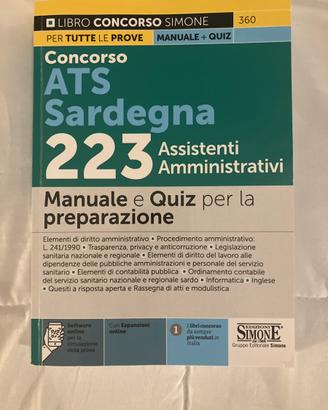 LIBRO CONCORSO SIMONE 360
PER TUTTE LE PROVE MANUALE + QUIZ
Concorso
ATS
Sardegna
223 Assistenti
Amministrativi
Manuale e Quiz per la
preparazione
Elementi di diritto amministrativo • Procedimento amministrativo:
L. 241/1990 • Trasparenza, privacy e anticorruzione • Legislazione
sanitaria nazionale e regionale • Elementi di diritto del lavoro alle
dipendenze delle pubbliche amministrazioni e personale del servizio
sanitario • Elementi di contabilità pubblica • Ordinamento contabile
del servizio sanitario nazionale e regionale sardo • Informatica • Inglese
• Quesiti a risposta aperta e Rassegna di atti e modulistica
Software
online
per la
simulazione
della prova
Con Espansioni
online
1
I libri concorso
da sempre
più venduti in
Italia
EDIZIONI
SIMONE
Gruppo Editoriale Simone